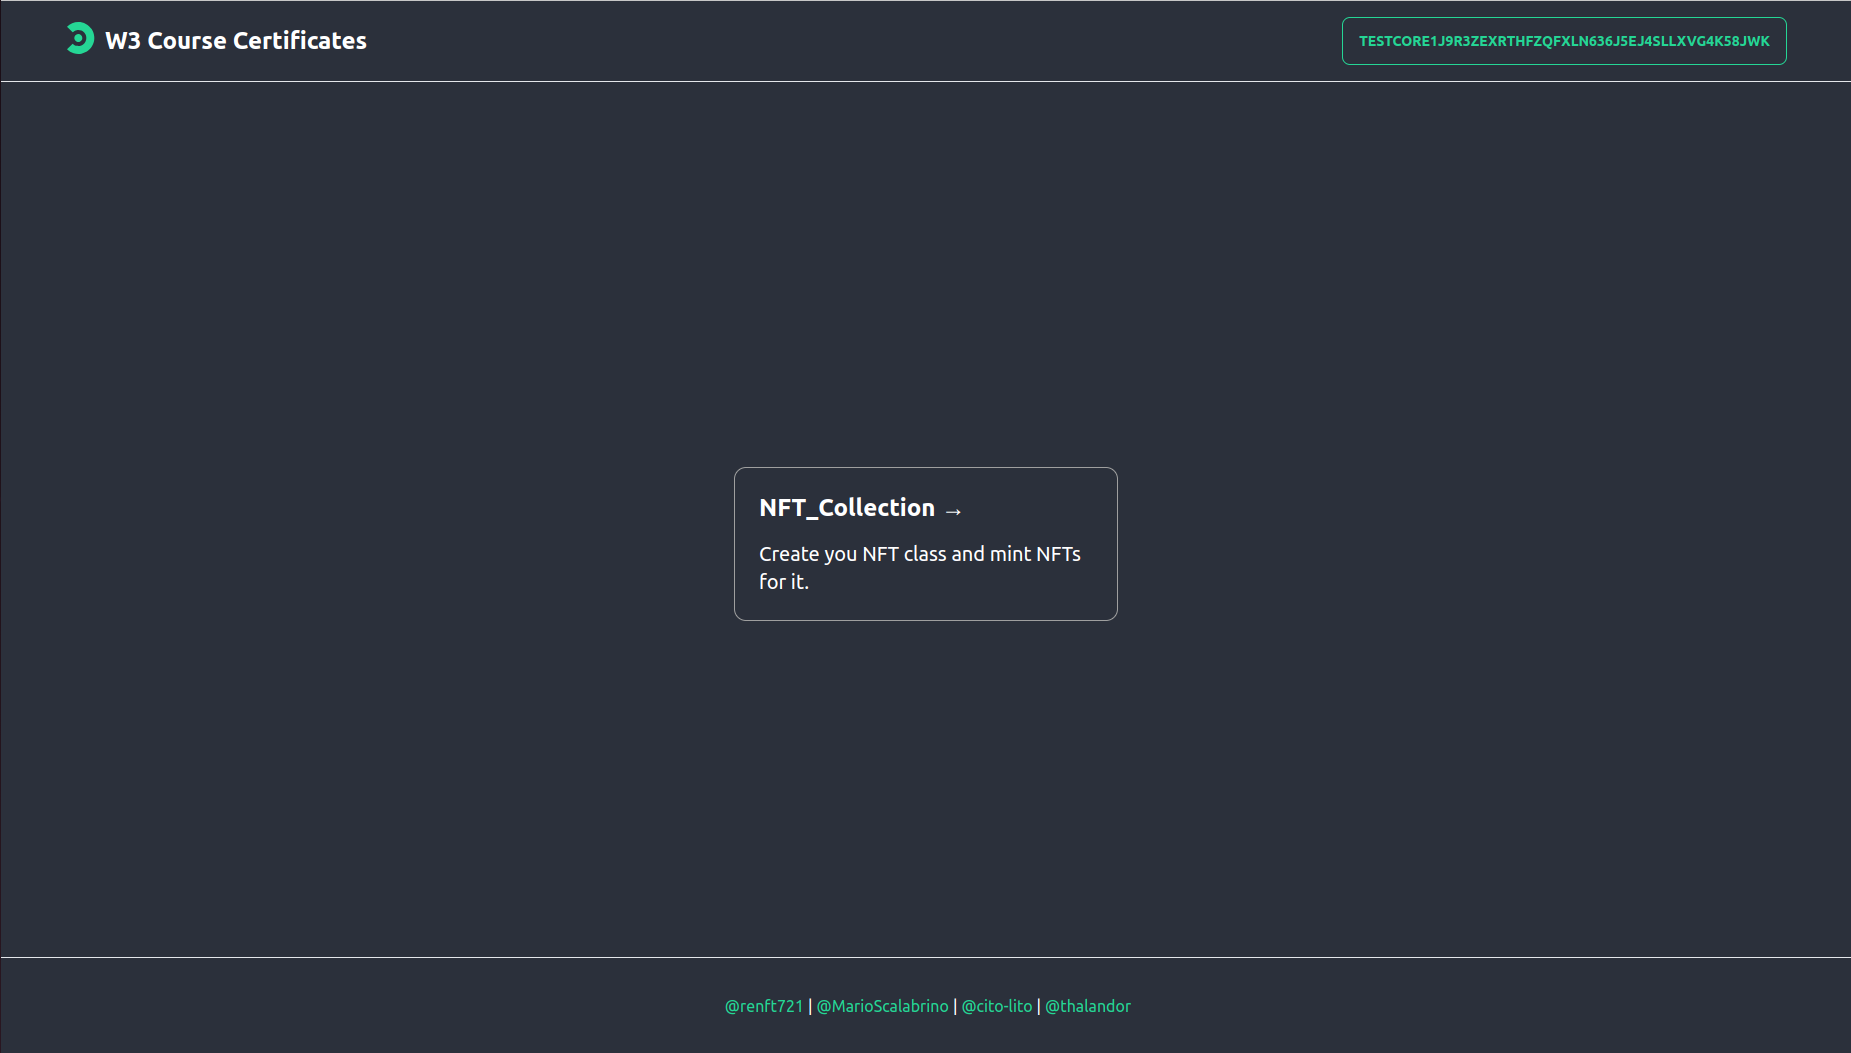 W3 Course Certificates
TESTCORE1J9R3ZEXRTHFZQFXLN636J5EJ4SLLXVG4K58JWK
NFT_Collection →
Create you NFT class and mint NFTs
for it.
@renft721 | @MarioScalabrino | @cito-lito | @thalandor